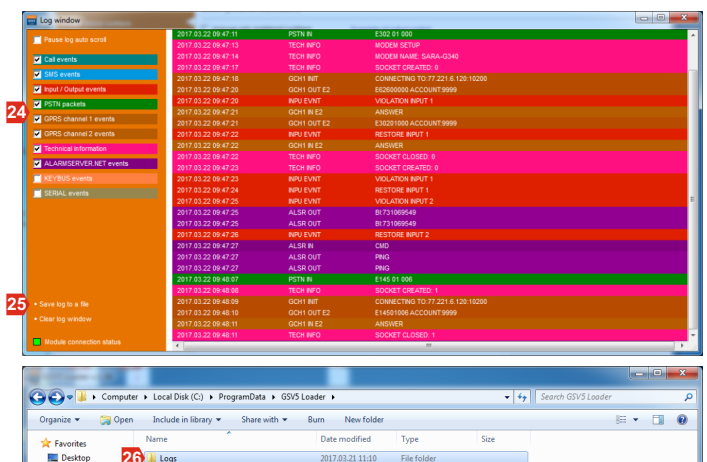 Log window
Pause log auto scroll
Call events
SMS events
Input / Output events
PSTN packets
24
GPRS channel 1 events
GPRS channel 2 events
Technical information
ALARMSERVER.NET events
KEYBUS events
SERIAL events
25
Save log to a file
Clear log window
Module connection status
2017.03.22 09:47:11 PSTN IN E302 01 000
2017.03.22 09:47:13 TECH INFO MODEM SETUP
2017.03.22 09:47:14 TECH INFO MODEM NAME: SARA-G340
2017.03.22 09:47:17 TECH INFO SOCKET CREATED: 0
2017.03.22 09:47:18 GCH1 INIT CONNECTING TO:77.221.6.120:10200
2017.03.22 09:47:20 GCH1 OUT E2 E62600000 ACCOUNT:9999
2017.03.22 09:47:20 INPU EVNT VIOLATION INPUT 1
2017.03.22 09:47:21 GCH1 IN E2 ANSWER
2017.03.22 09:47:21 GCH1 OUT E2 E30201000 ACCOUNT:9999
2017.03.22 09:47:22 INPU EVNT RESTORE INPUT 1
2017.03.22 09:47:22 GCH1 IN E2 ANSWER
2017.03.22 09:47:22 TECH INFO SOCKET CLOSED: 0
2017.03.22 09:47:23 TECH INFO SOCKET CREATED: 0
2017.03.22 09:47:23 INPU EVNT VIOLATION INPUT 1
2017.03.22 09:47:24 INPU EVNT RESTORE INPUT 1
2017.03.22 09:47:25 INPU EVNT VIOLATION INPUT 2
2017.03.22 09:47:25 ALSR OUT BI:731069549
2017.03.22 09:47:25 ALSR OUT BI:731069549
2017.03.22 09:47:26 INPU EVNT RESTORE INPUT 2
2017.03.22 09:47:27 ALSR IN CMD
2017.03.22 09:47:27 ALSR OUT PING
2017.03.22 09:47:27 ALSR OUT PING
2017.03.22 09:48:07 PSTN IN E145 01 006
2017.03.22 09:48:08 TECH INFO SOCKET CREATED: 1
2017.03.22 09:48:09 GCH1 INIT CONNECTING TO:77.221.6.120:10200
2017.03.22 09:48:10 GCH1 OUT E2 E14501006 ACCOUNT:9999
2017.03.22 09:48:11 GCH1 IN E2 ANSWER
2017.03.22 09:48:11 TECH INFO SOCKET CLOSED: 1
Computer Local Disk (C:) ProgramData GSV5 Loader Search GSV5 Loader
Organize Open Include in library Share with Burn New folder
Favorites
Desktop
Name Date modified Type Size
26 Logs 2017.03.21 11:10 File folder